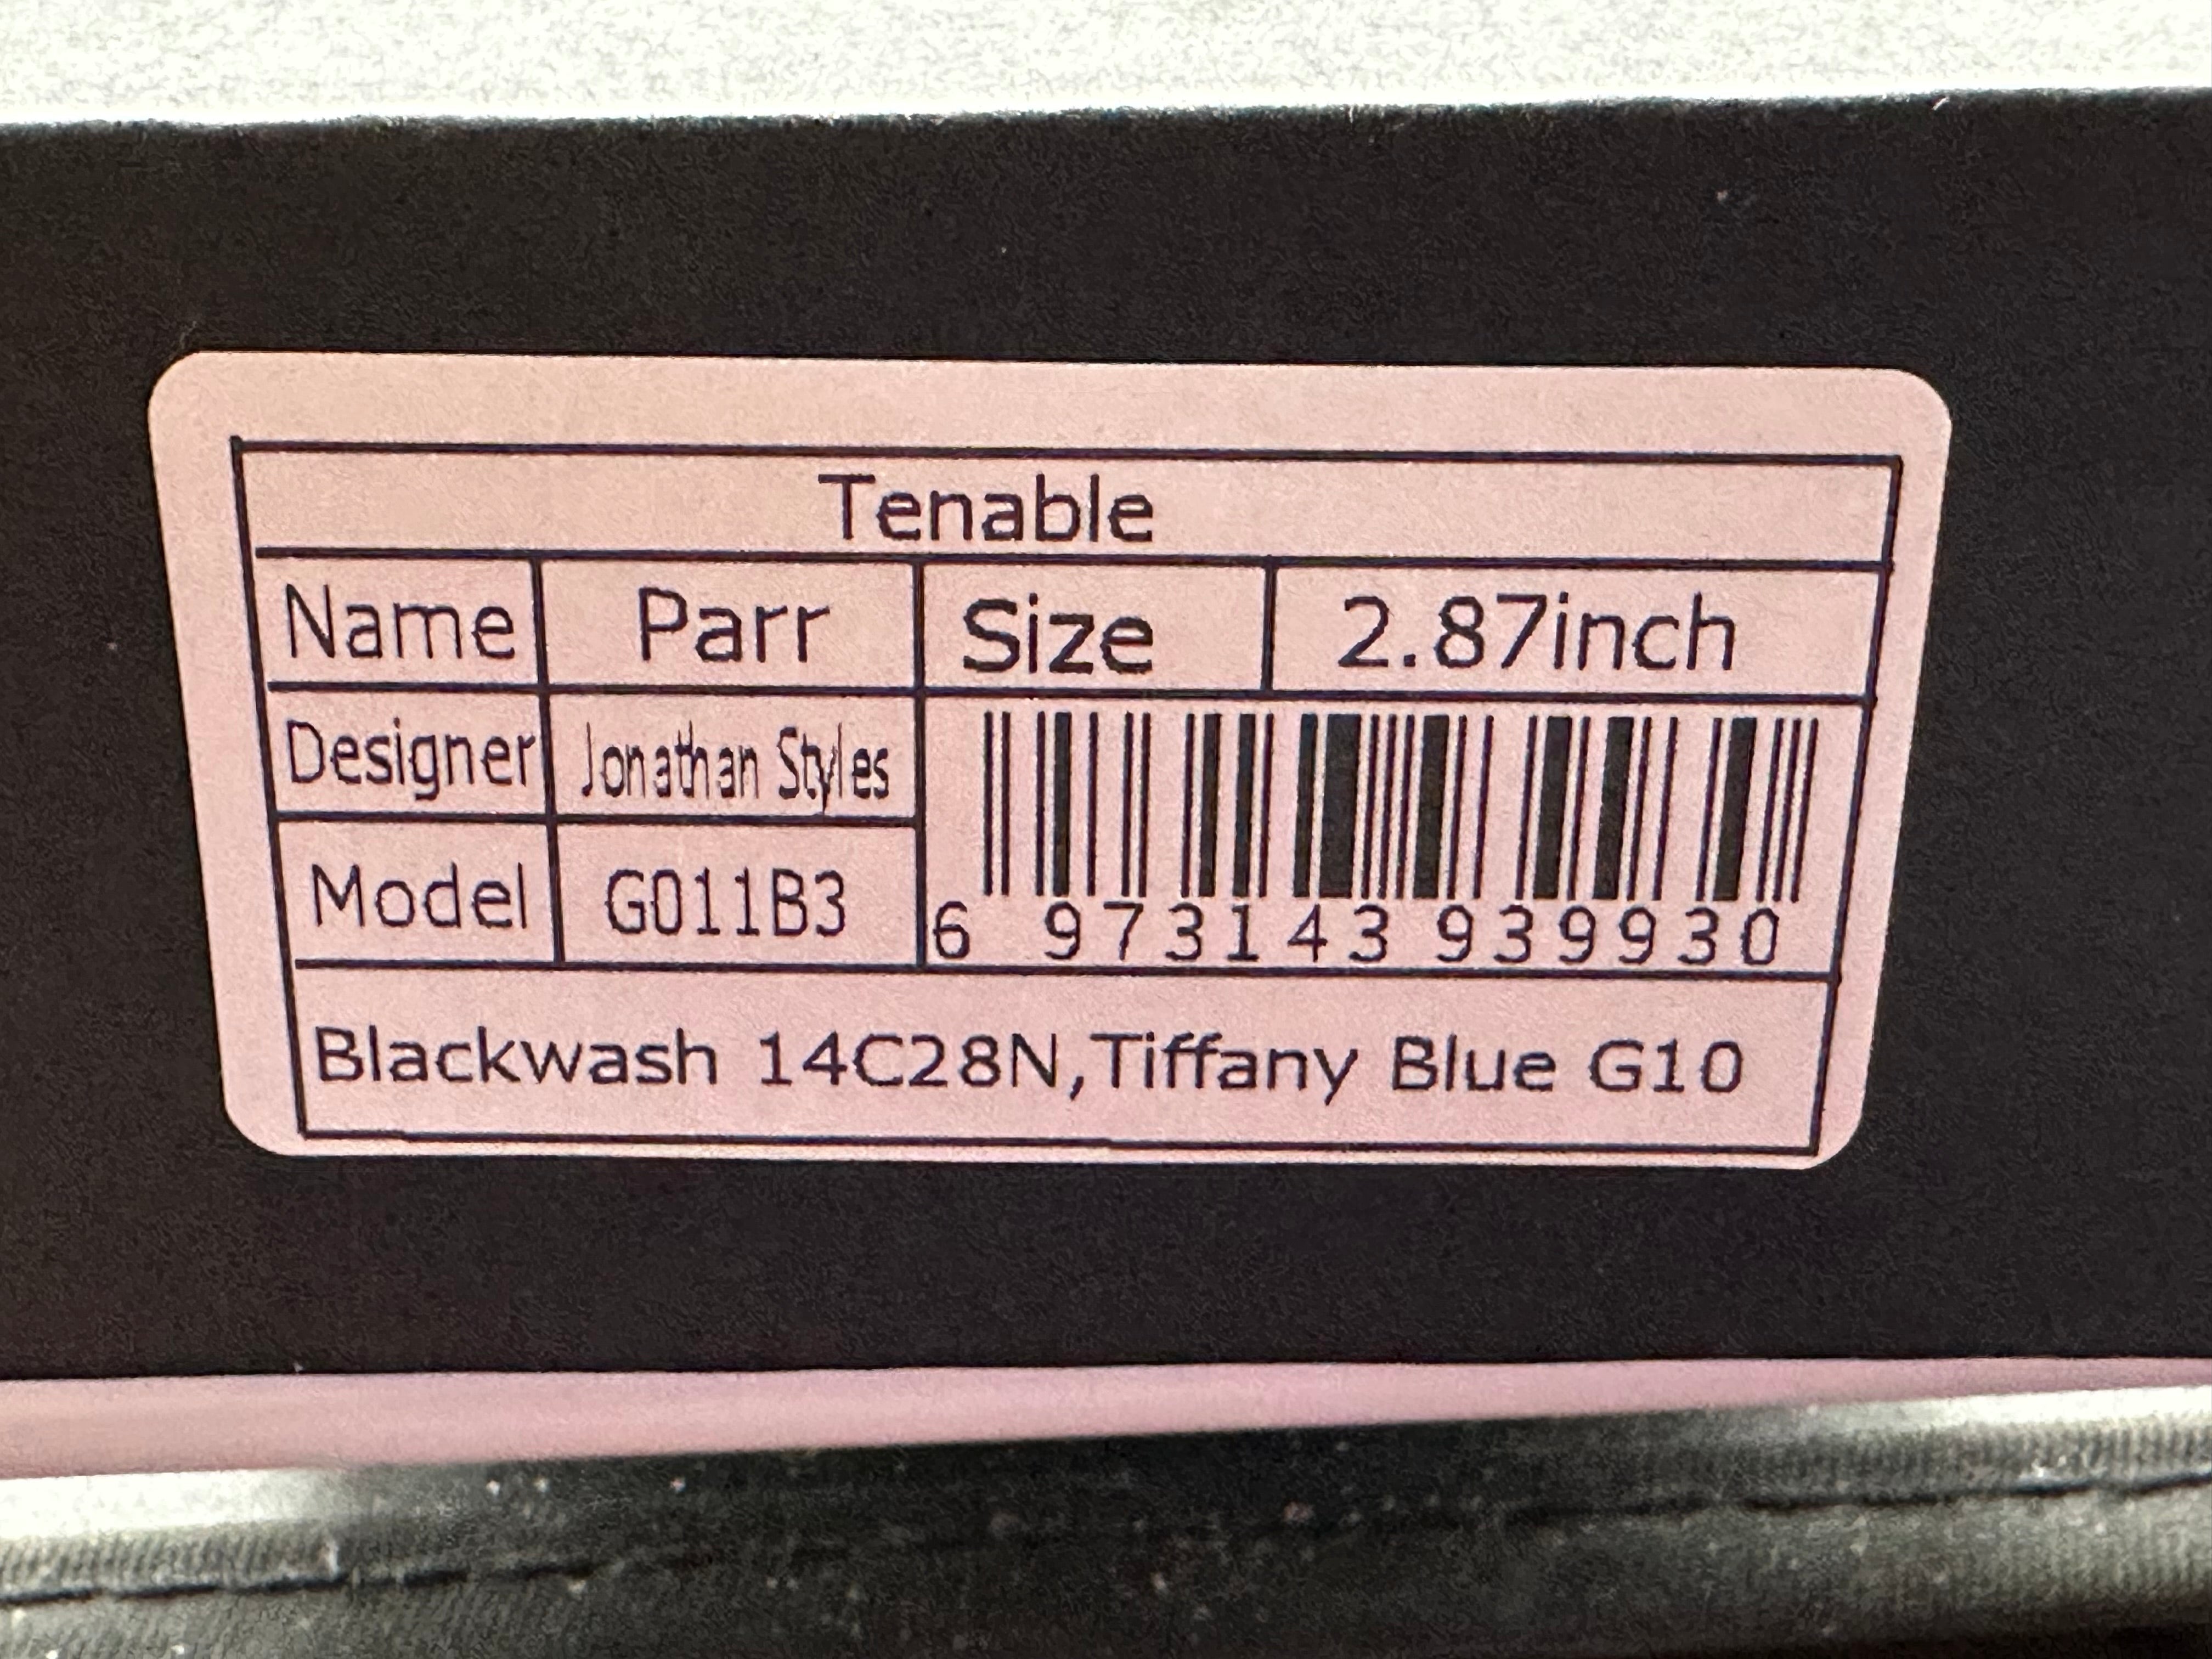 Tenable
Name Parr Size 2.87inch
Designer Jonathan Styles
Model G011B3
6 973143 939930
Blackwash 14C28N,Tiffany Blue G10